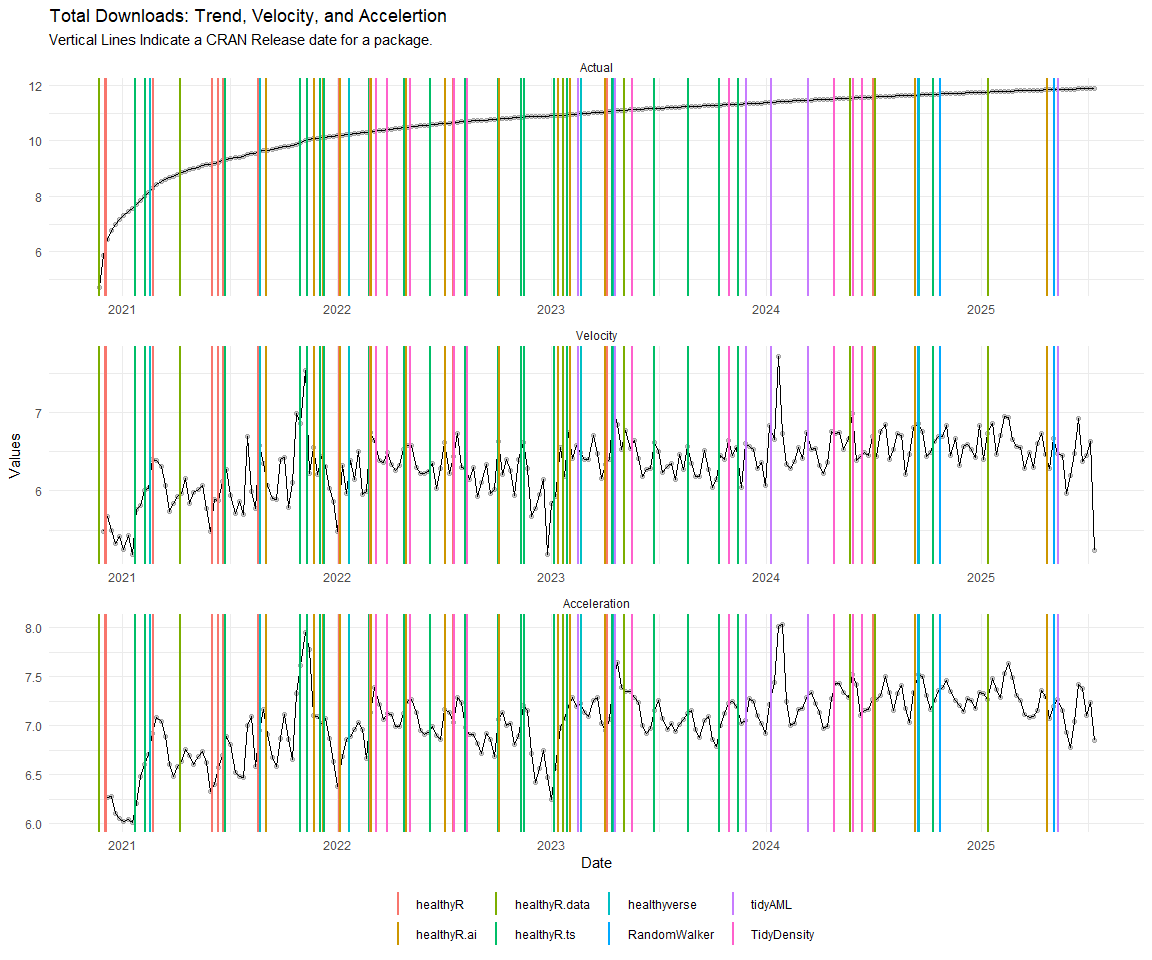 Total Downloads: Trend, Velocity, and Accelertion
Vertical Lines Indicate a CRAN Release date for a package.
Actual
12
10
8
6
2021 2022 2023 2024 2025
Velocity
7
6
2021 2022 2023 2024 2025
Acceleration
8.0
7.5
7.0
6.5
6.0
2021 2022 2023 2024 2025
Values
Date
healthyR healthyR.data healthyverse tidyAML
healthyR.ai healthyR.ts RandomWalker TidyDensity